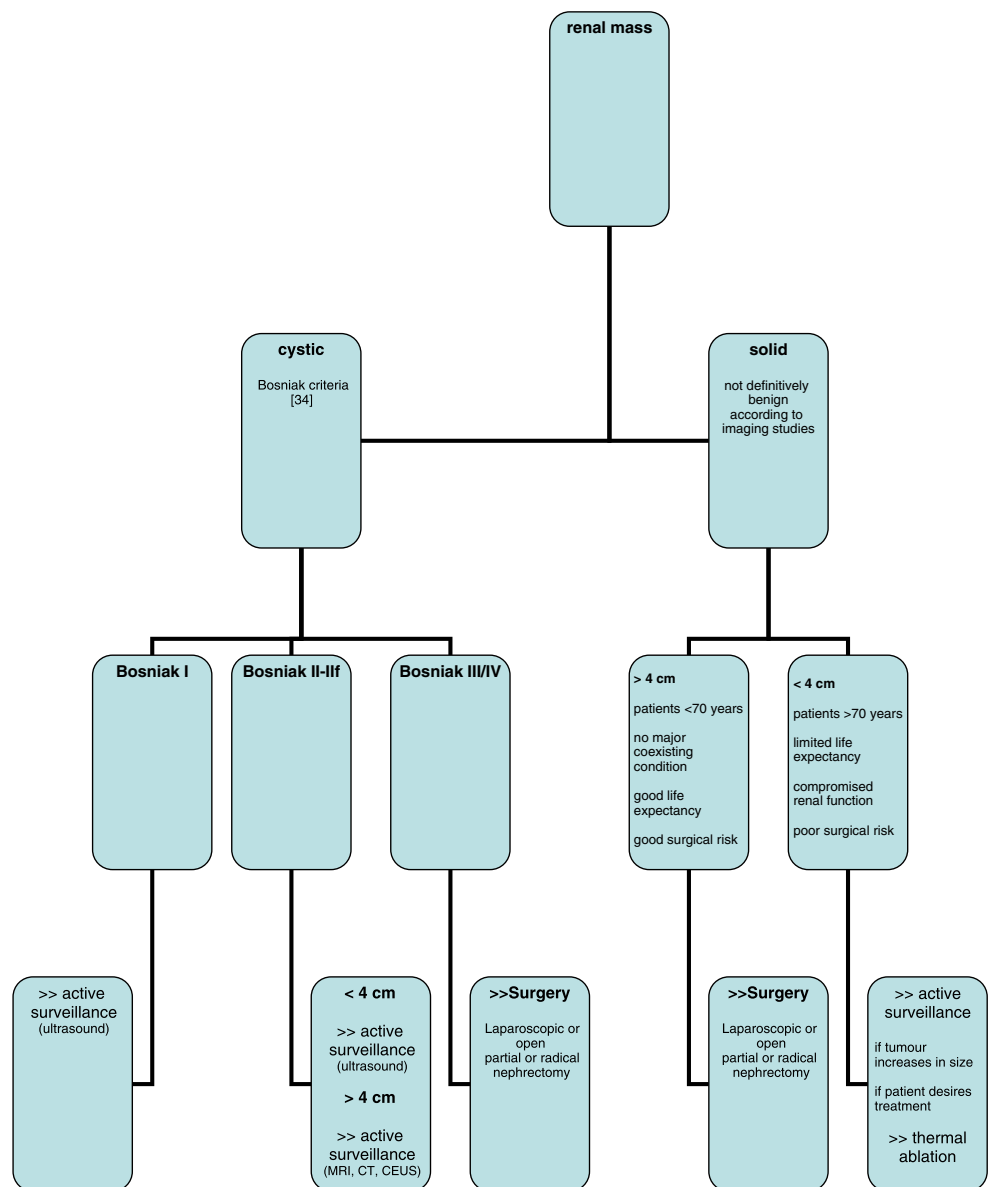 renal mass
cystic
Bosniak criteria
[34]
solid
not definitively
benign
according to
imaging studies
Bosniak I
Bosniak II-IIf
Bosniak III/IV
> 4 cm
patients <70 years
no major
coexisting
condition
good life
expectancy
good surgical risk
< 4 cm
patients >70 years
limited life
expectancy
compromised
renal function
poor surgical risk
>> active
surveillance
(ultrasound)
< 4 cm
>> active
surveillance
(ultrasound)
> 4 cm
>> active
surveillance
(MRI, CT, CEUS)
>>Surgery
Laparoscopic or
open
partial or radical
nephrectomy
>>Surgery
Laparoscopic or
open
partial or radical
nephrectomy
>> active
surveillance
if tumour
increases in size
if patient desires
treatment
>> thermal
ablation